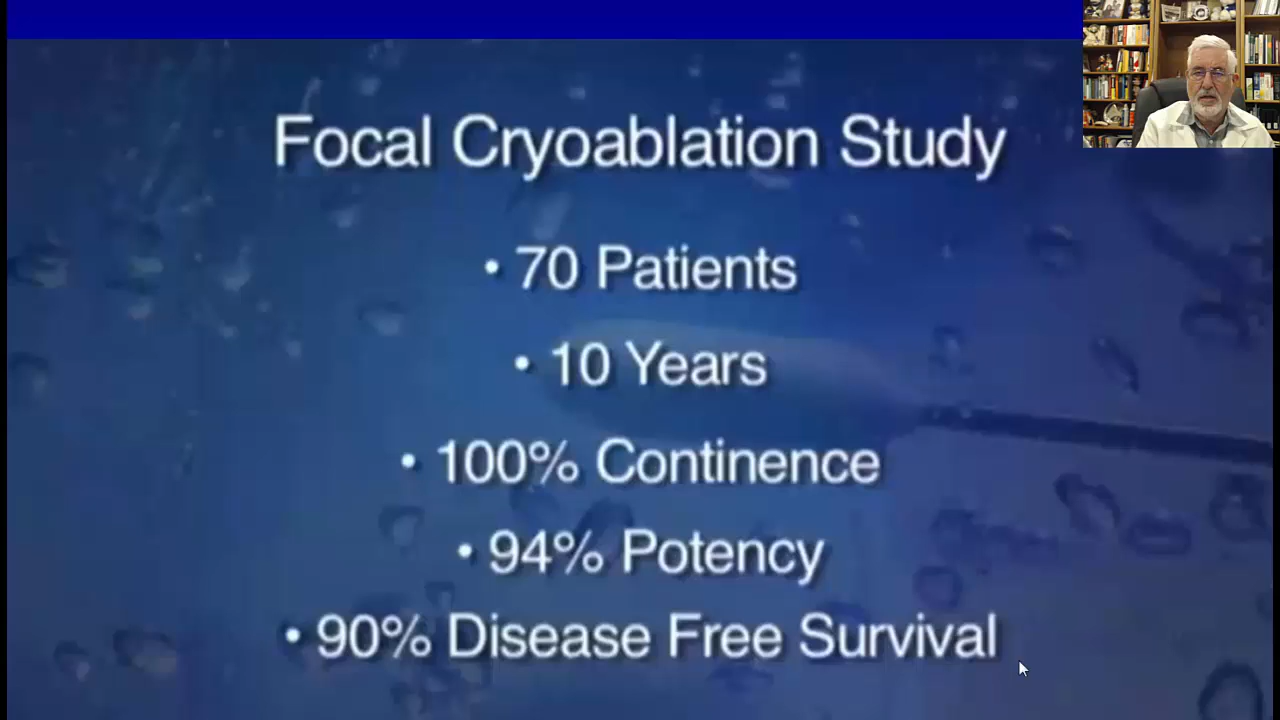 Focal Cryoablation Study
• 70 Patients
• 10 Years
• 100% Continence
• 94% Potency
• 90% Disease Free Survival